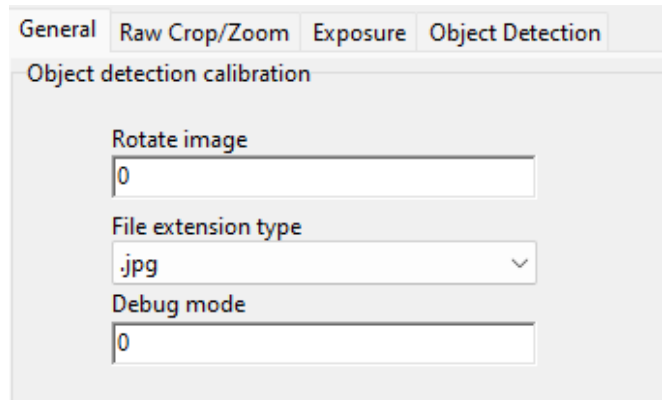 General Raw Crop/Zoom Exposure Object Detection
Object detection calibration
Rotate image
0
File extension type
.jpg
Debug mode
0